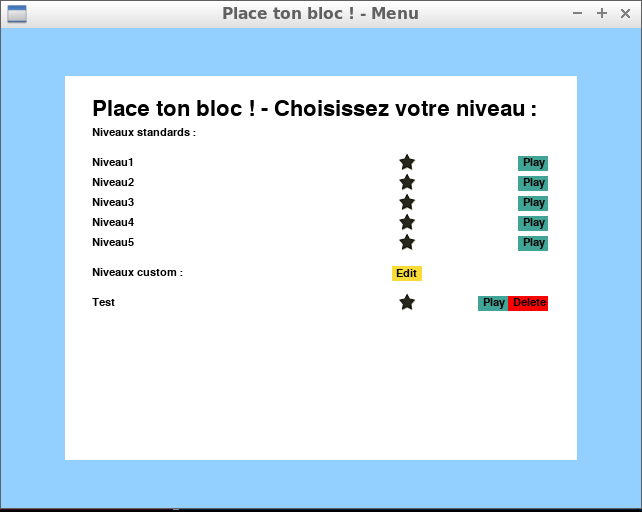 Place ton bloc ! - Menu
Place ton bloc ! - Choisissez votre niveau :
Niveaux standards :
Niveau1 Play
Niveau2 Play
Niveau3 Play
Niveau4 Play
Niveau5 Play
Niveaux custom : Edit
Test Play Delete